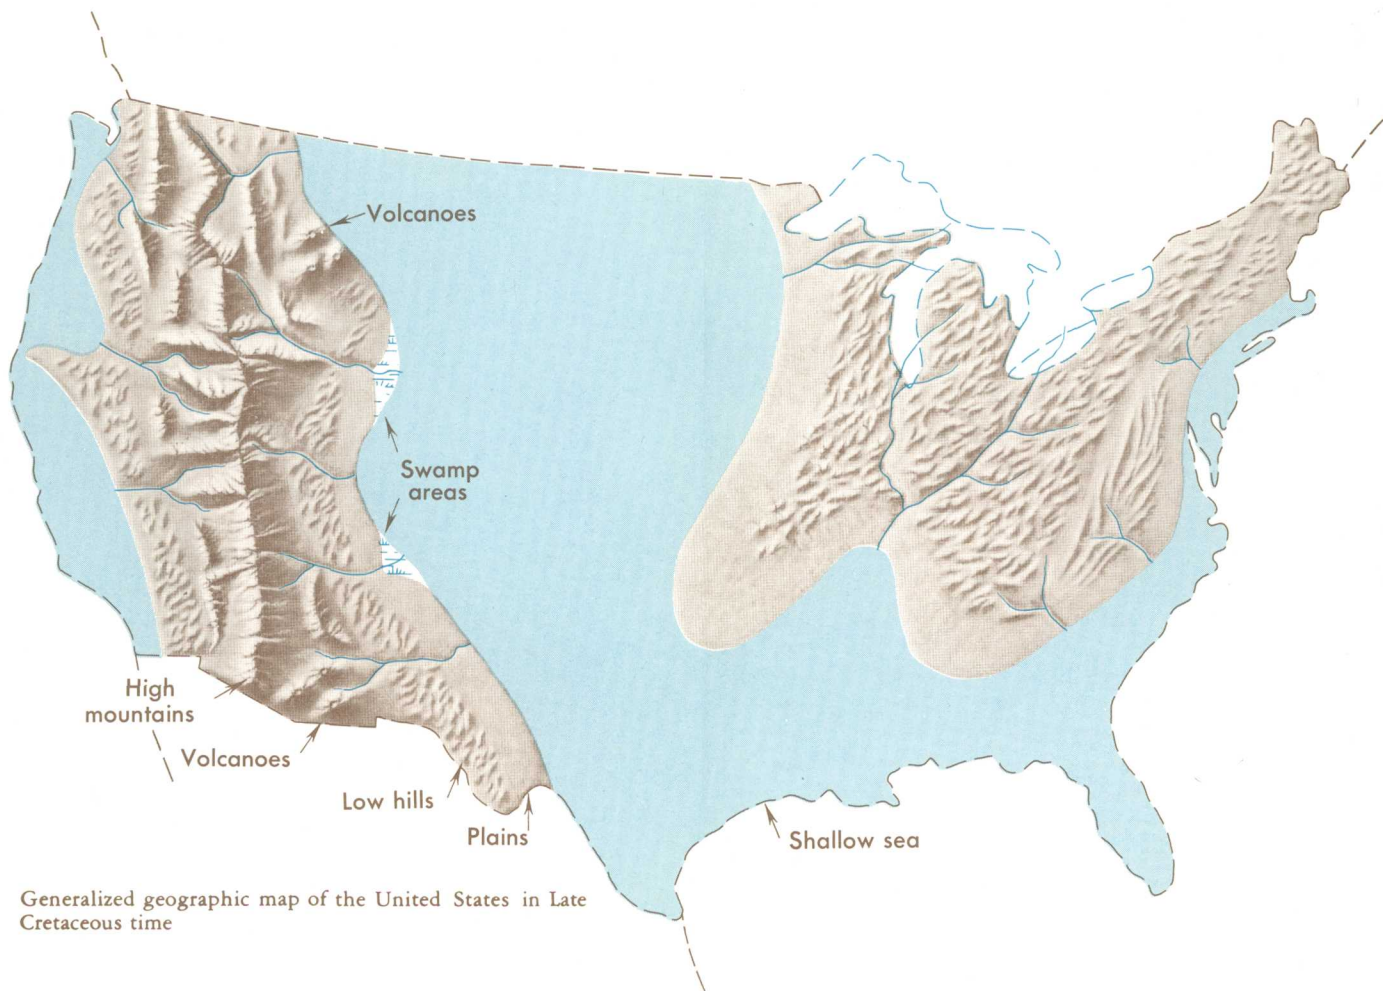 Volcanoes
Swamp
areas
High
mountains
Volcanoes
Low hills
Plains
Shallow sea
Generalized geographic map of the United States in Late
Cretaceous time